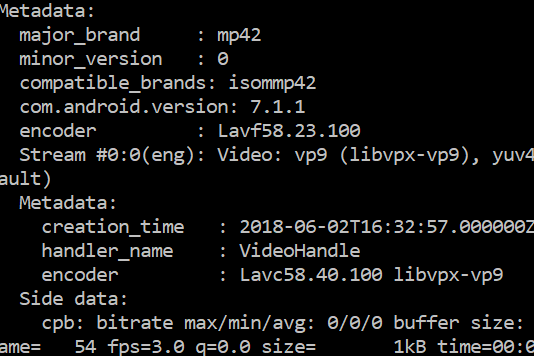 Metadata:
major_brand     : mp42
minor_version   : 0
compatible_brands: isommp42
com.android.version: 7.1.1
encoder         : Lavf58.23.100
Stream #0:0(eng): Video: vp9 (libvpx-vp9), yuv4
ault)
Metadata:
creation_time   : 2018-06-02T16:32:57.000000Z
handler_name    : VideoHandle
encoder         : Lavc58.40.100 libvpx-vp9
Side data:
cpb: bitrate max/min/avg: 0/0/0 buffer size:
ame=   54 fps=3.0 q=0.0 size=       1kB time=00:0